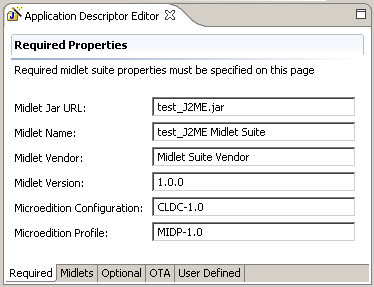 Application Descriptor Editor
Required Properties
Required midlet suite properties must be specified on this page
Midlet Jar URL: test_J2ME.jar
Midlet Name: test_J2ME Midlet Suite
Midlet Vendor: Midlet Suite Vendor
Midlet Version: 1.0.0
Microedition Configuration: CLDC-1.0
Microedition Profile: MIDP-1.0
Required Midlets Optional OTA User Defined